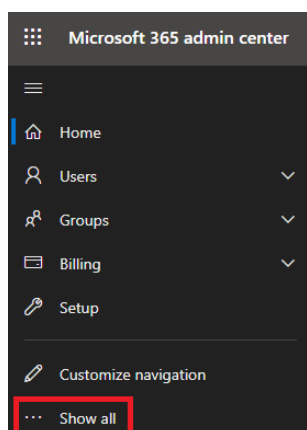 Microsoft 365 admin center
Home
Users
Groups
Billing
Setup
Customize navigation
Show all